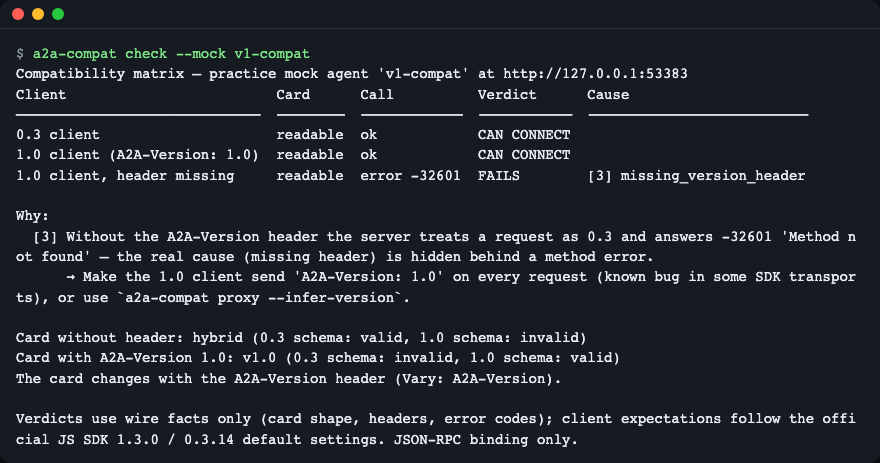 $ a2a-compat check --mock v1-compat
Compatibility matrix — practice mock agent 'v1-compat' at http://127.0.0.1:53383
Client Card Call Verdict Cause
0.3 client readable ok CAN CONNECT
1.0 client (A2A-Version: 1.0) readable ok CAN CONNECT
1.0 client, header missing readable error -32601 FAILS [3] missing_version_header
Why:
[3] Without the A2A-Version header the server treats a request as 0.3 and answers -32601 'Method n
ot found' — the real cause (missing header) is hidden behind a method error.
→ Make the 1.0 client send 'A2A-Version: 1.0' on every request (known bug in some SDK transpor
ts), or use `a2a-compat proxy --infer-version`.
Card without header: hybrid (0.3 schema: valid, 1.0 schema: invalid)
Card with A2A-Version 1.0: v1.0 (0.3 schema: invalid, 1.0 schema: valid)
The card changes with the A2A-Version header (Vary: A2A-Version).
Verdicts use wire facts only (card shape, headers, error codes); client expectations follow the offi
cial JS SDK 1.3.0 / 0.3.14 default settings. JSON-RPC binding only.